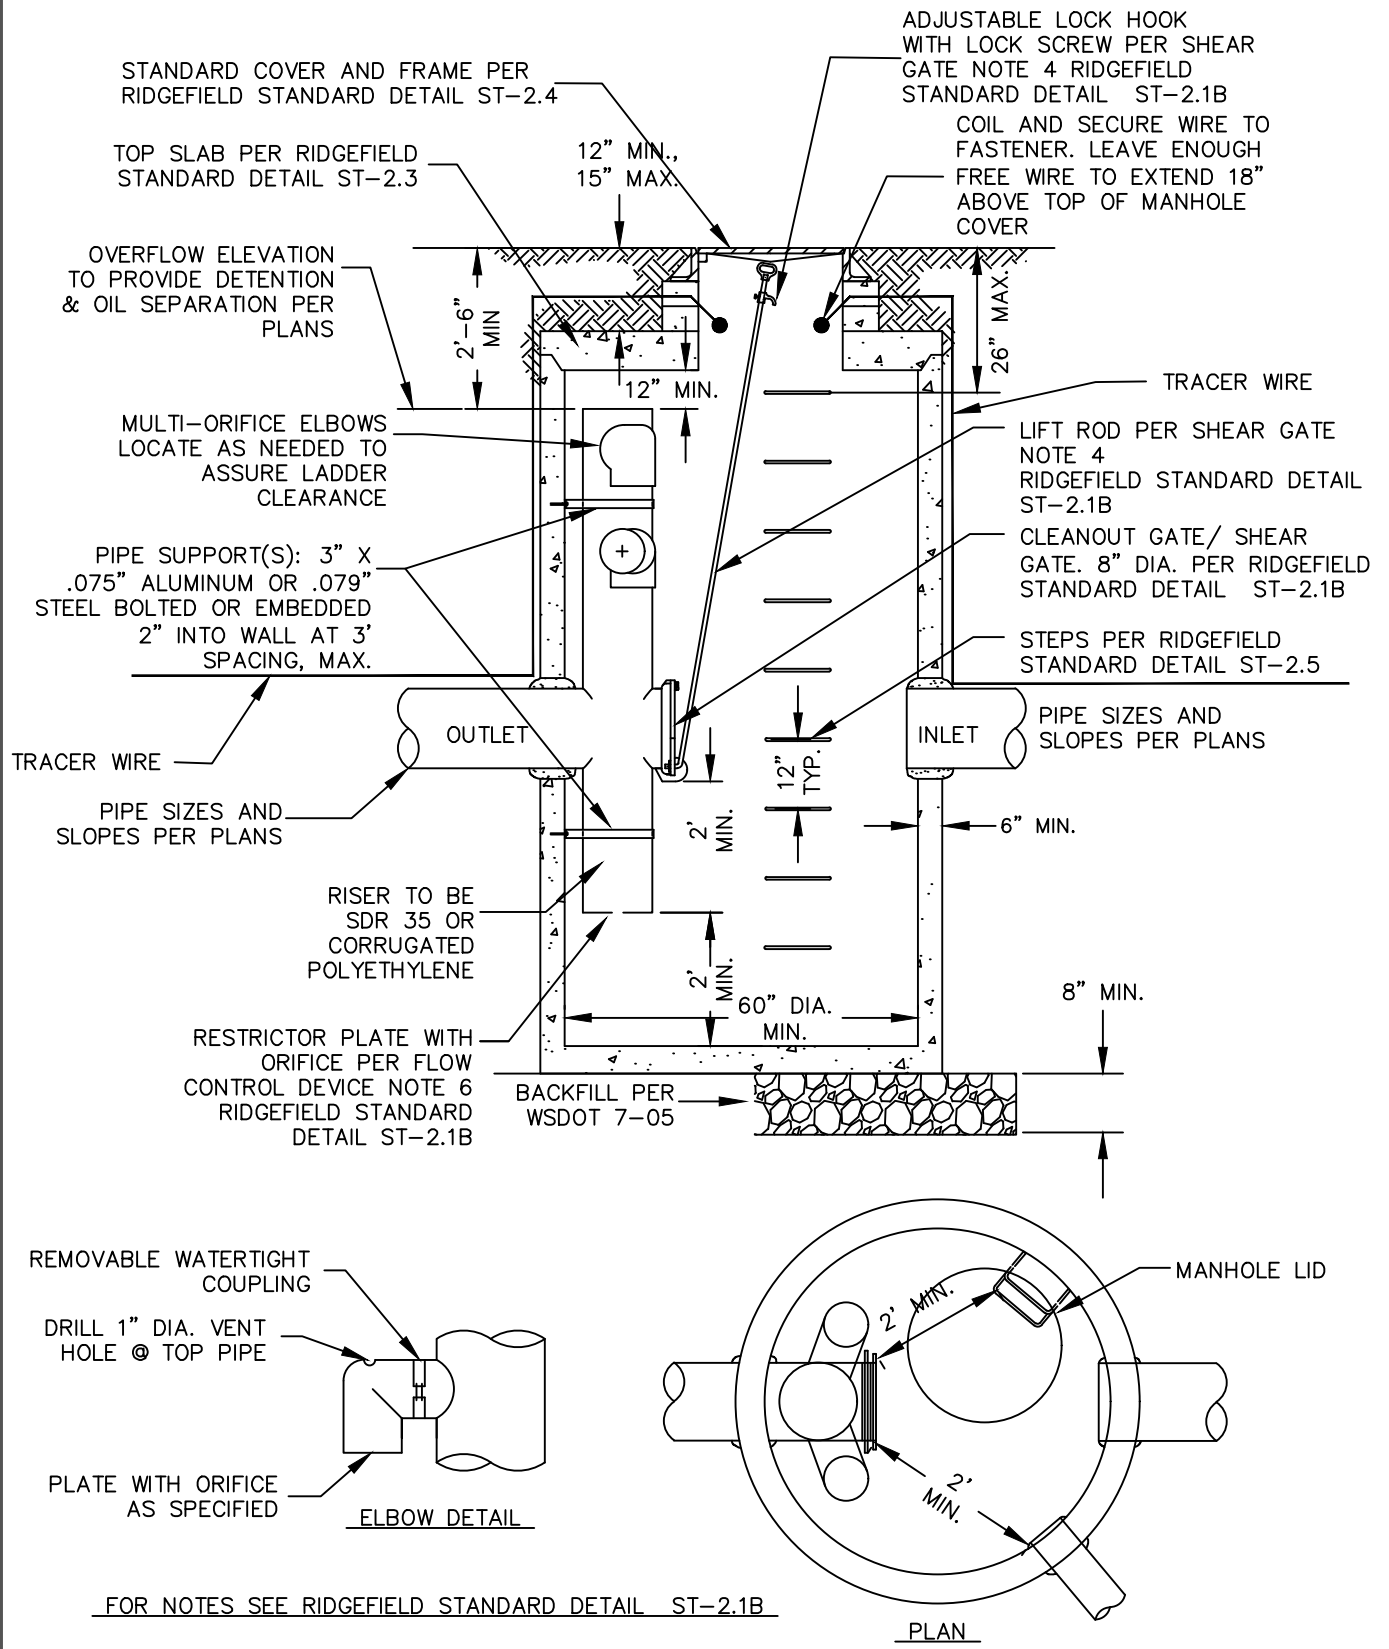 ADJUSTABLE LOCK HOOK
WITH LOCK SCREW PER SHEAR
GATE NOTE 4 RIDGEFIELD
STANDARD DETAIL ST-2.1B
STANDARD COVER AND FRAME PER
RIDGEFIELD STANDARD DETAIL ST-2.4
COIL AND SECURE WIRE TO
FASTENER. LEAVE ENOUGH
FREE WIRE TO EXTEND 18"
ABOVE TOP OF MANHOLE
COVER
TOP SLAB PER RIDGEFIELD
STANDARD DETAIL ST-2.3
12" MIN.,
15" MAX.
OVERFLOW ELEVATION
TO PROVIDE DETENTION
& OIL SEPARATION PER
PLANS
2'-6"
MIN
26" MAX.
12" MIN.
TRACER WIRE
MULTI-ORIFICE ELBOWS
LOCATE AS NEEDED TO
ASSURE LADDER
CLEARANCE
LIFT ROD PER SHEAR GATE
NOTE 4
RIDGEFIELD STANDARD DETAIL
ST-2.1B
PIPE SUPPORT(S): 3" X
.075" ALUMINUM OR .079"
STEEL BOLTED OR EMBEDDED
2" INTO WALL AT 3'
SPACING, MAX.
CLEANOUT GATE/ SHEAR
GATE. 8" DIA. PER RIDGEFIELD
STANDARD DETAIL ST-2.1B
STEPS PER RIDGEFIELD
STANDARD DETAIL ST-2.5
OUTLET
INLET
PIPE SIZES AND
SLOPES PER PLANS
TRACER WIRE
12"
TYP.
PIPE SIZES AND
SLOPES PER PLANS
2'
MIN.
6" MIN.
RISER TO BE
SDR 35 OR
CORRUGATED
POLYETHYLENE
2'
MIN.
60" DIA.
MIN.
8" MIN.
RESTRICTOR PLATE WITH
ORIFICE PER FLOW
CONTROL DEVICE NOTE 6
RIDGEFIELD STANDARD
DETAIL ST-2.1B
BACKFILL PER
WSDOT 7-05
REMOVABLE WATERTIGHT
COUPLING
DRILL 1" DIA. VENT
HOLE @ TOP PIPE
PLATE WITH ORIFICE
AS SPECIFIED
ELBOW DETAIL
MANHOLE LID
2' MIN.
2'
MIN.
PLAN
FOR NOTES SEE RIDGEFIELD STANDARD DETAIL ST-2.1B